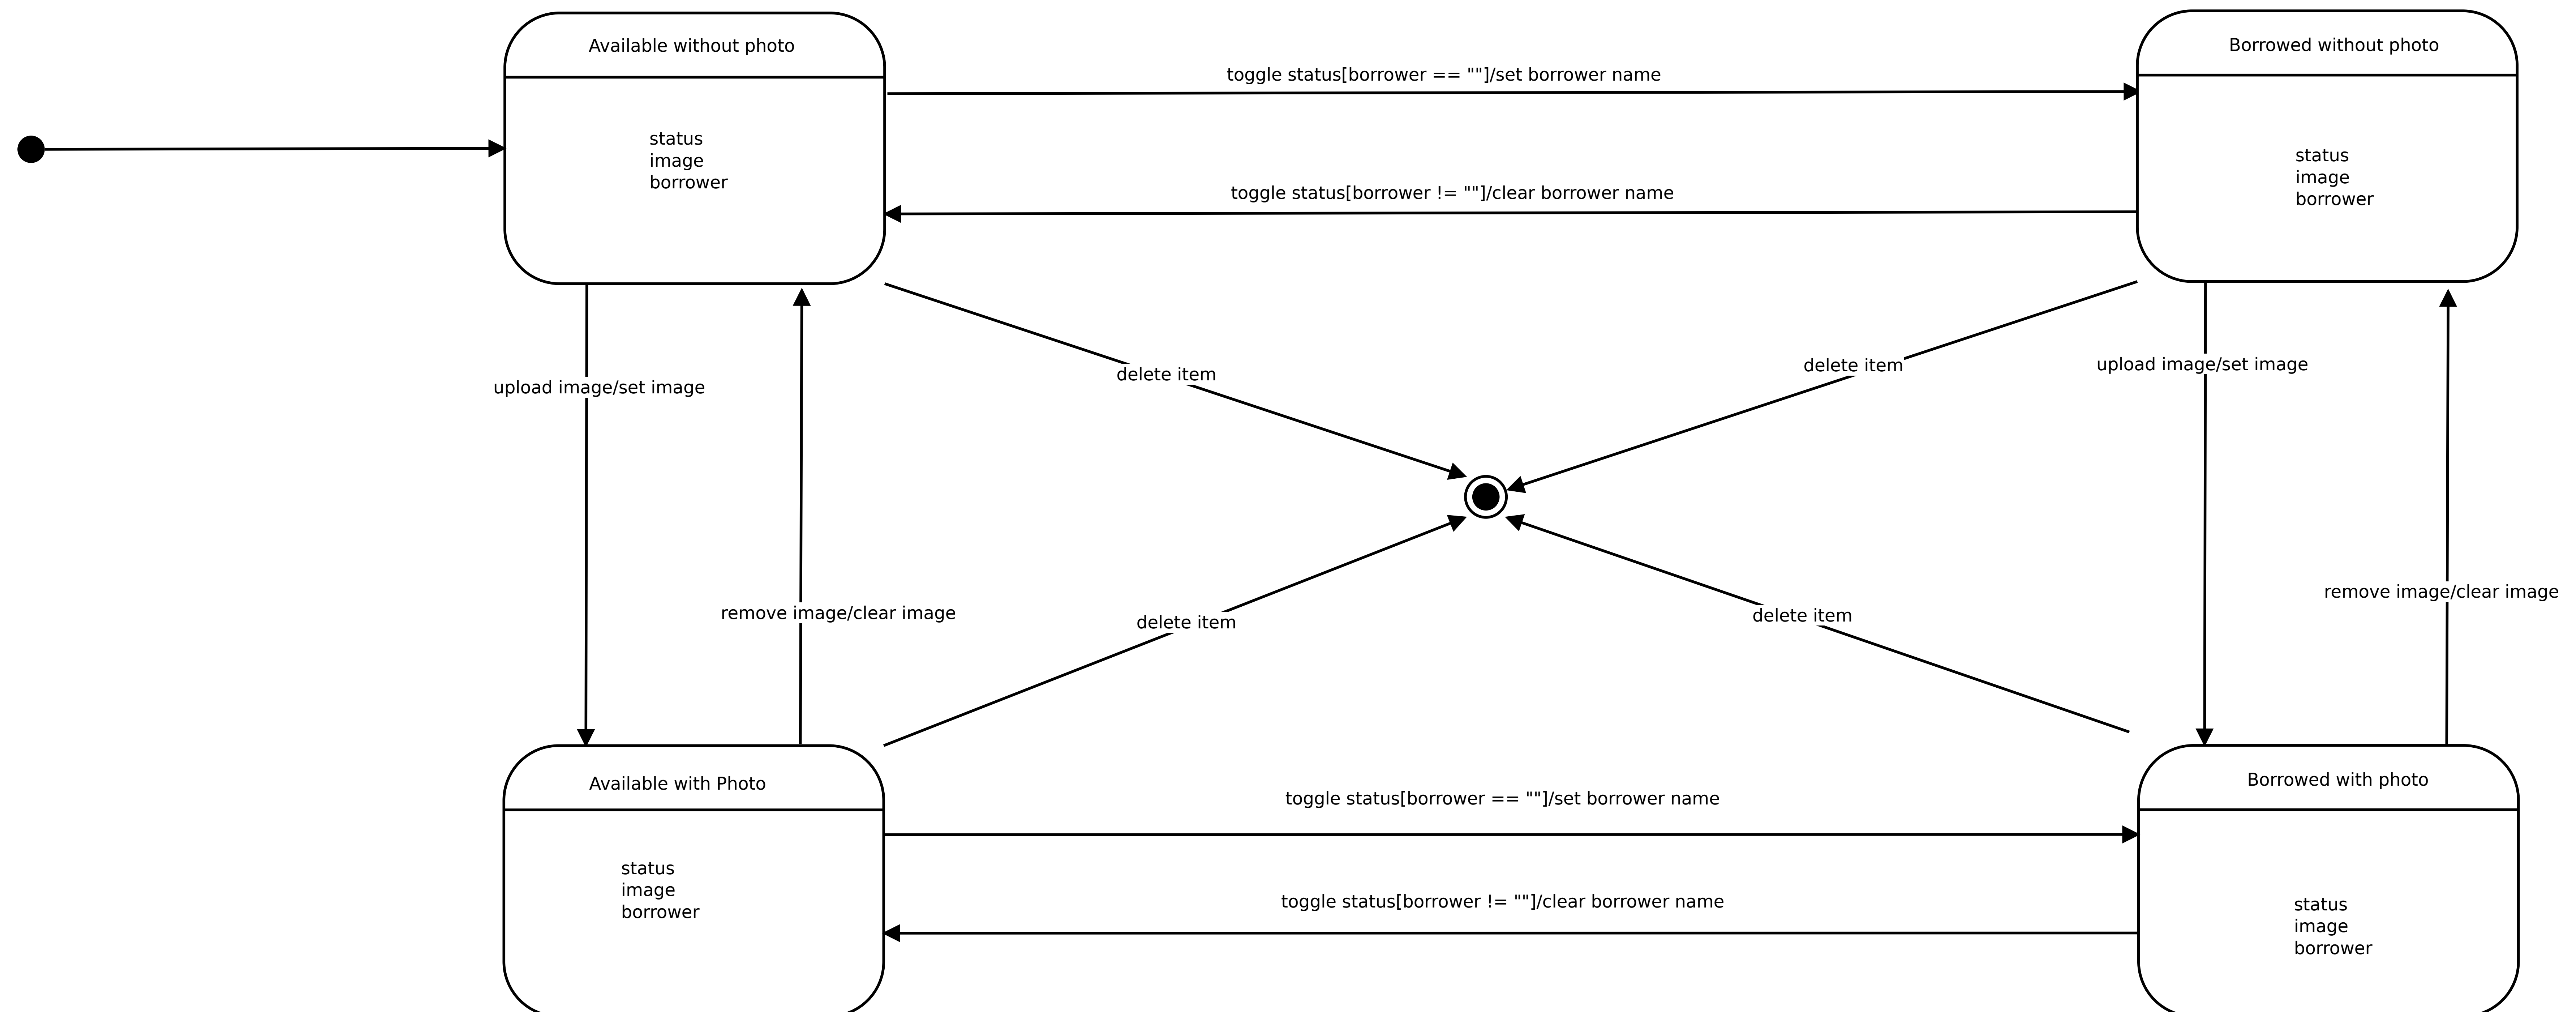 Available without photo
Borrowed without photo
toggle status[borrower == ""]/set borrower name
status
image
borrower
status
image
borrower
toggle status[borrower != ""]/clear borrower name
upload image/set image
delete item
delete item
upload image/set image
remove image/clear image
delete item
delete item
remove image/clear image
Available with Photo
Borrowed with photo
toggle status[borrower == ""]/set borrower name
status
image
borrower
toggle status[borrower != ""]/clear borrower name
status
image
borrower